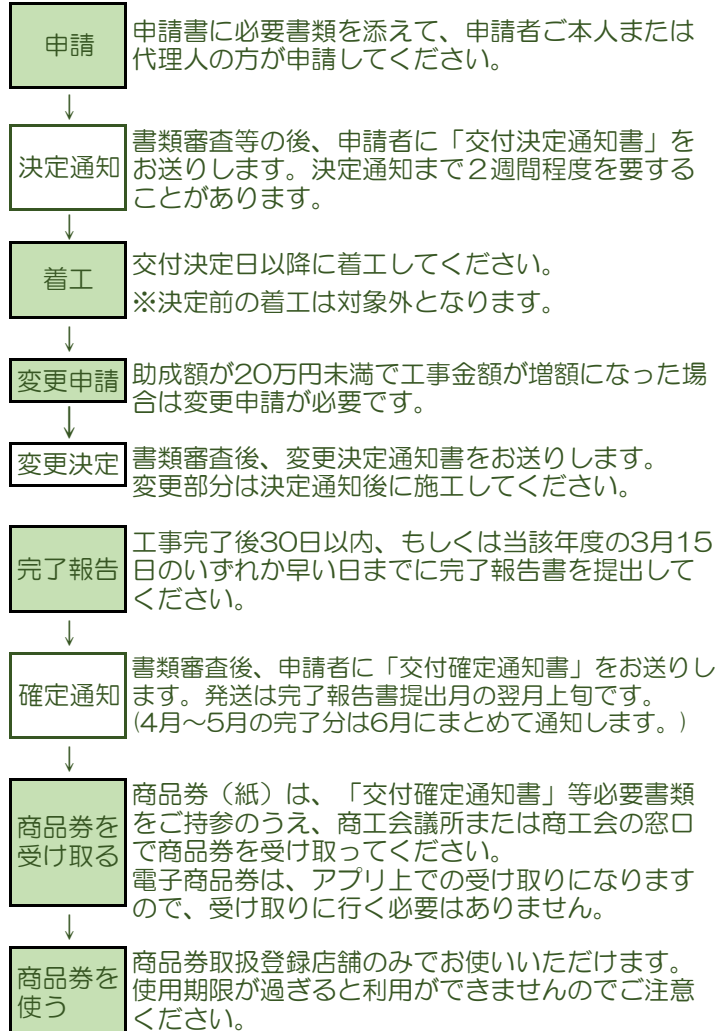 申請
申請書に必要書類を添えて、申請者ご本人または
代理人の方が申請してください。
↓
決定通知
書類審査等の後、申請者に「交付決定通知書」を
お送りします。決定通知まで２週間程度を要する
ことがあります。
↓
着工
交付決定日以降に着工してください。
※決定前の着工は対象外となります。
↓
変更申請
助成額が20万円未満で工事金額が増額になった場
合は変更申請が必要です。
↓
変更決定
書類審査後、変更決定通知書をお送りします。
変更部分は決定通知後に施工してください。
完了報告
工事完了後30日以内、もしくは当該年度の3月15
日のいずれか早い日までに完了報告書を提出して
ください。
↓
確定通知
書類審査後、申請者に「交付確定通知書」をお送りし
ます。発送は完了報告書提出月の翌月上旬です。
(4月～5月の完了分は6月にまとめて通知します。)
↓
商品券を
受け取る
商品券（紙）は、「交付確定通知書」等必要書類
をご持参のうえ、商工会議所または商工会の窓口
で商品券を受け取ってください。
電子商品券は、アプリ上での受け取りになります
ので、受け取りに行く必要はありません。
↓
商品券を
使う
商品券取扱登録店舗のみでお使いいただけます。
使用期限が過ぎると利用ができませんのでご注意
ください。